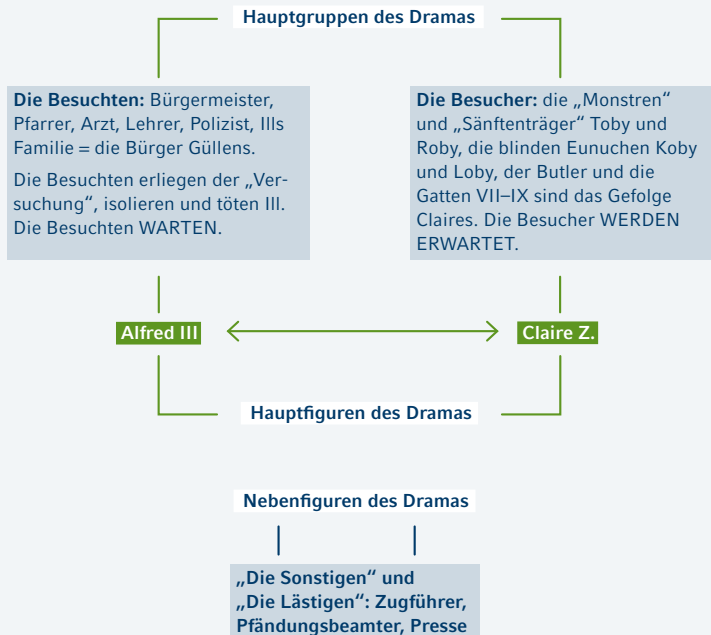 Hauptgruppen des Dramas
Die Besuchten: Bürgermeister,
Pfarrer, Arzt, Lehrer, Polizist, Ills
Familie = die Bürger Güllens.
Die Besuchten erliegen der „Ver-
suchung“, isolieren und töten Ill.
Die Besuchten WARTEN.
Die Besucher: die „Monstren“
und „Sänftenträger“ Toby und
Roby, die blinden Eunuchen Koby
und Loby, der Butler und die
Gatten VII–IX sind das Gefolge
Claires. Die Besucher WERDEN
ERWARTET.
Alfred Ill
Claire Z.
Hauptfiguren des Dramas
Nebenfiguren des Dramas
„Die Sonstigen“ und
„Die Lästigen“: Zugführer,
Pfändungsbeamter, Presse